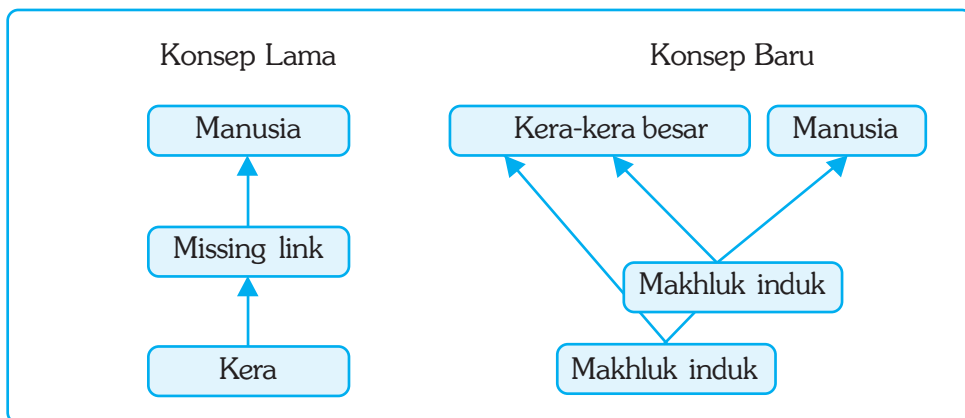 Konsep Lama
Manusia
Missing link
Kera
Konsep Baru
Kera-kera besar
Manusia
Makhluk induk
Makhluk induk